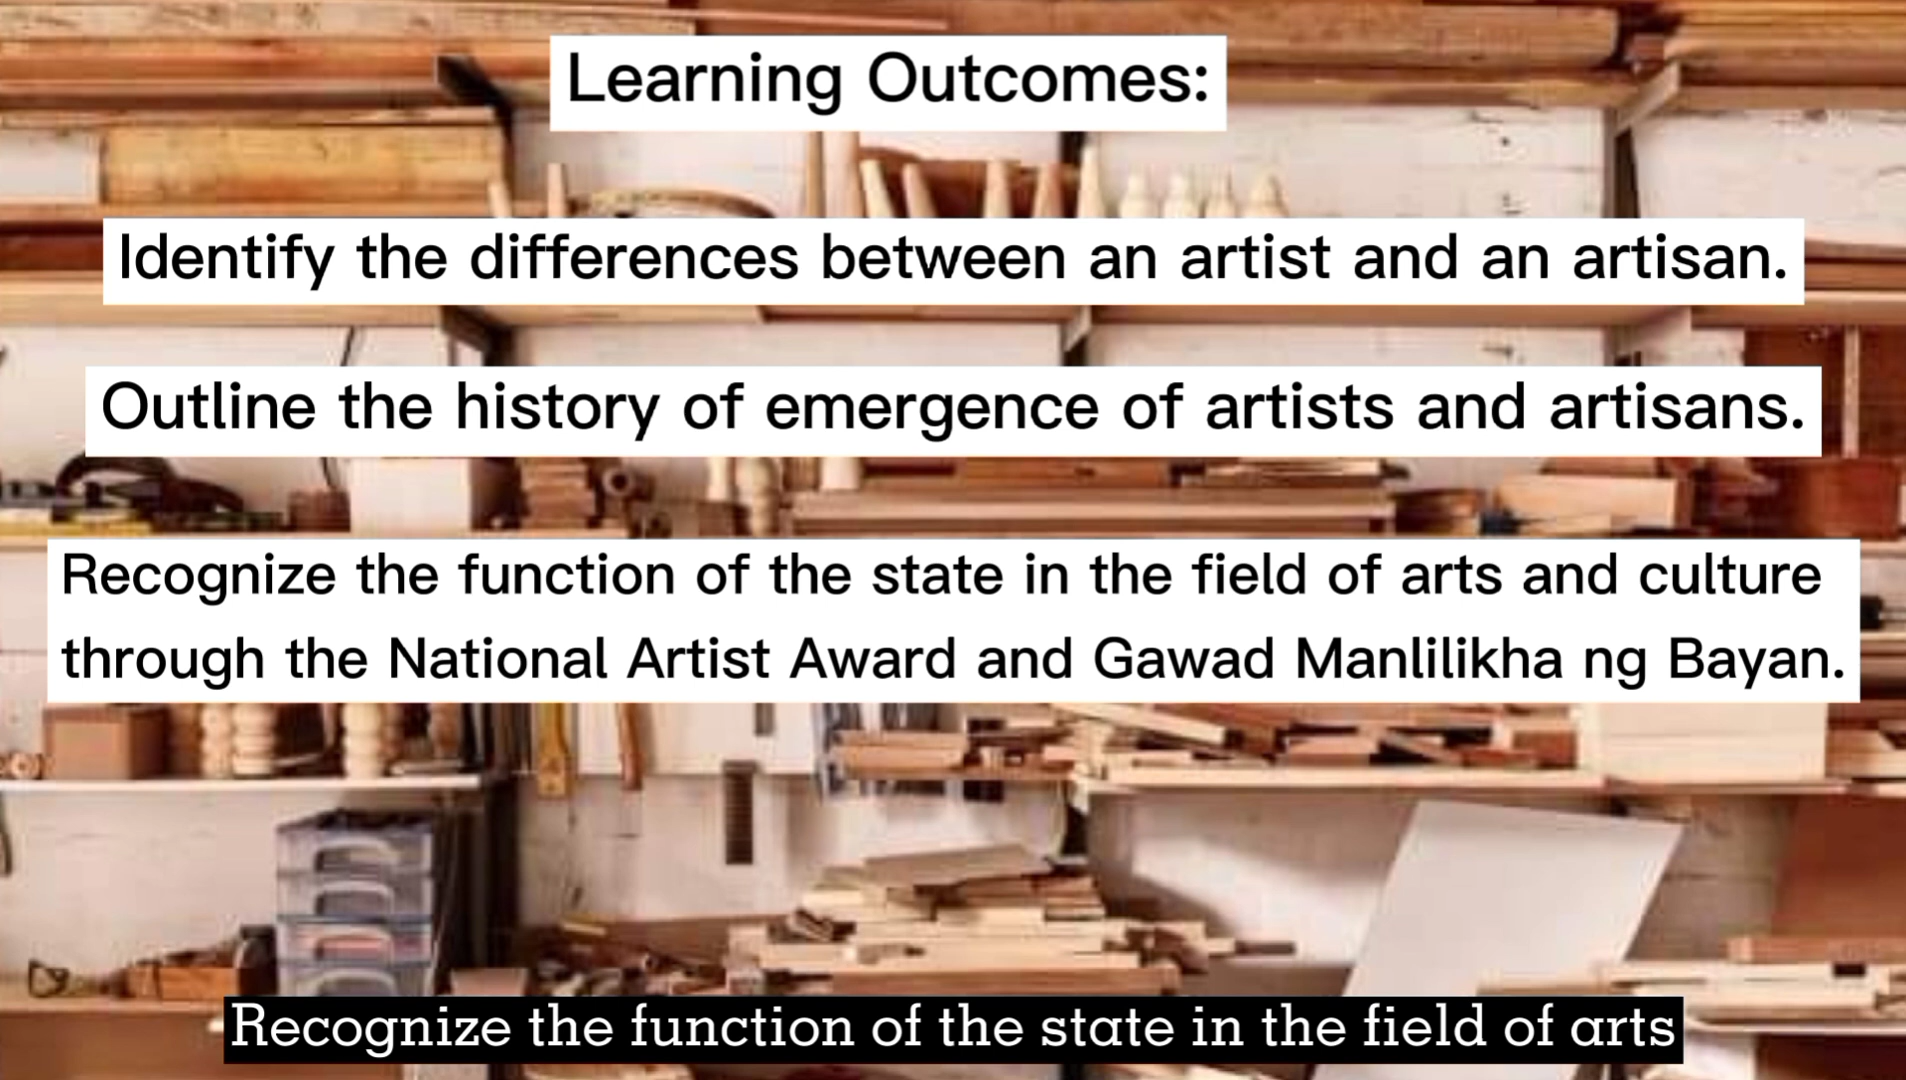 Learning Outcomes:
Identify the differences between an artist and an artisan.
Outline the history of emergence of artists and artisans.
Recognize the function of the state in the field of arts and culture
through the National Artist Award and Gawad Manlilikha ng Bayan.
Recognize the function of the state in the field of arts